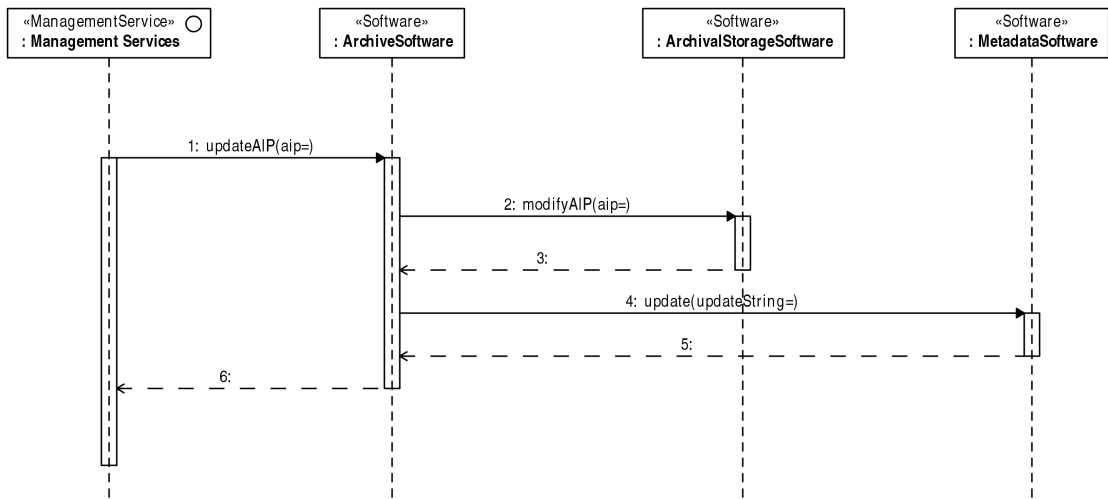 «ManagementService»
: Management Services
«Software»
: ArchiveSoftware
«Software»
: ArchivalStorageSoftware
«Software»
: MetadataSoftware
1: updateAIP(aip=)
2: modifyAIP(aip=)
3:
4: update(updateString=)
5:
6: